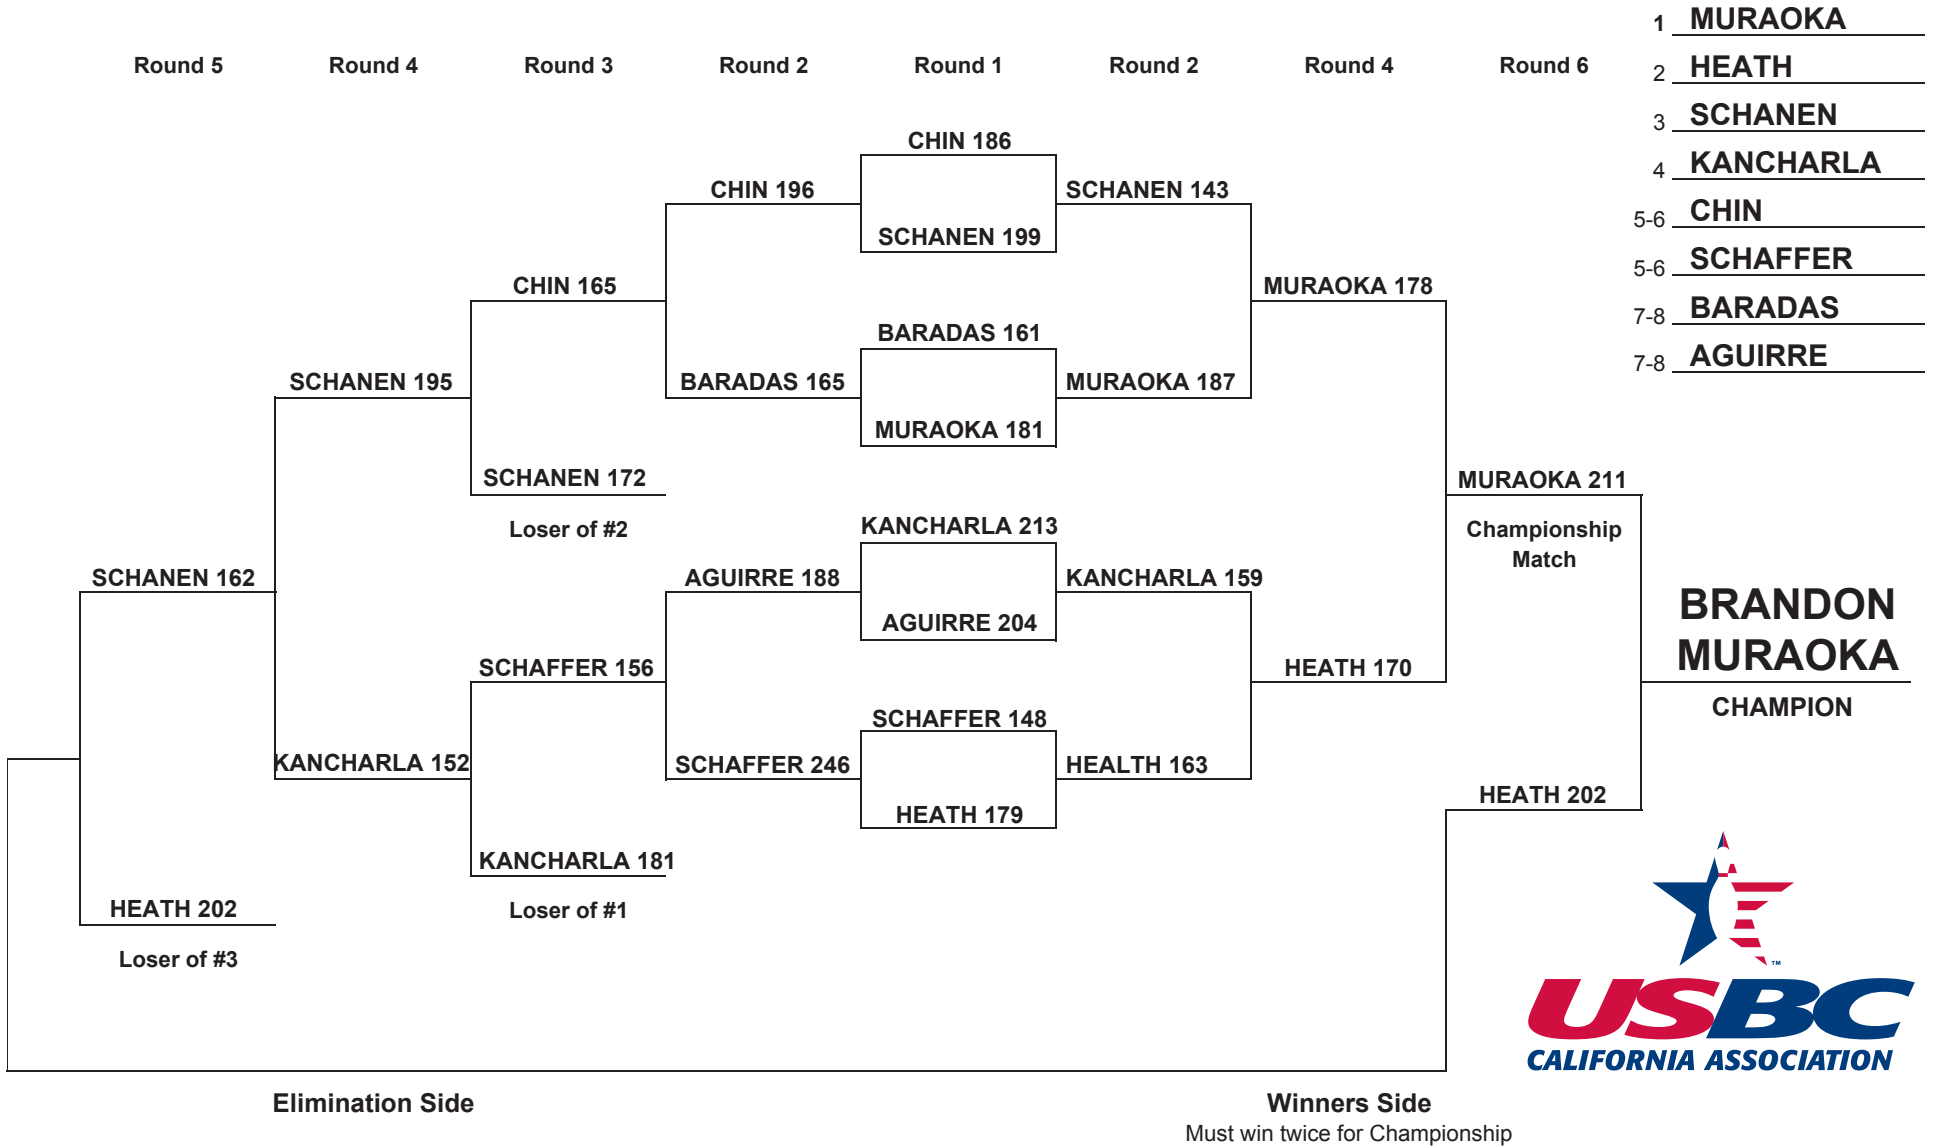 1 MURAOKA
Round 5 Round 4 Round 3 Round 2 Round 1 Round 2 Round 4 Round 6
2 HEATH
3 SCHANEN
4 KANCHARLA
5-6 CHIN
5-6 SCHAFFER
7-8 BARADAS
7-8 AGUIRRE
CHIN 186
CHIN 196
SCHANEN 143
SCHANEN 199
CHIN 165
MURAOKA 178
BARADAS 161
SCHANEN 195
BARADAS 165
MURAOKA 187
MURAOKA 181
SCHANEN 172
MURAOKA 211
Loser of #2
KANCHARLA 213
Championship
Match
SCHANEN 162
AGUIRRE 188
KANCHARLA 159
AGUIRRE 204
BRANDON
MURAOKA
CHAMPION
SCHAFFER 156
HEATH 170
SCHAFFER 148
KANCHARLA 152
SCHAFFER 246
HEALTH 163
HEATH 202
HEATH 179
KANCHARLA 181
HEATH 202
Loser of #1
Loser of #3
TM
USBC
CALIFORNIA ASSOCIATION
Elimination Side
Winners Side
Must win twice for Championship